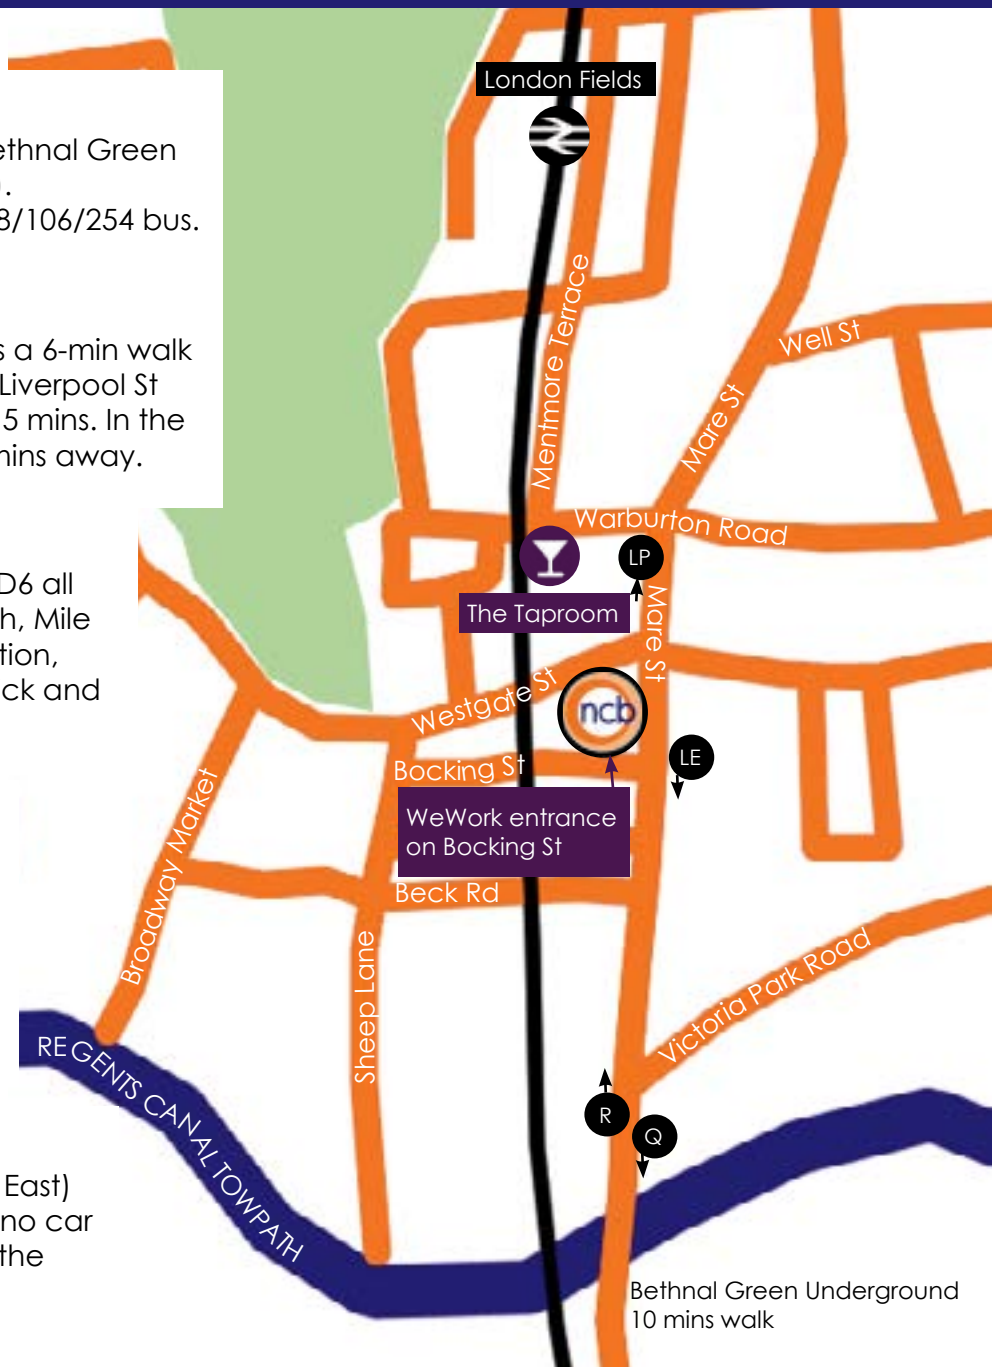 ethnal Green
.
8/106/254 bus.
s a 6-min walk
Liverpool St
5 mins. In the
mins away.
D6 all
h, Mile
tion,
ck and
East)
no car
the
London Fields
Mentmore Terrace
Well St
Mare St
Warburton Road
LP
The Taproom
Mare St
Westgate St
ncb
Bocking St
LE
WeWork entrance
on Bocking St
Beck Rd
Broadway Market
Sheep Lane
Victoria Park Road
REGENTS CANAL TOWPATH
R
Q
Bethnal Green Underground
10 mins walk